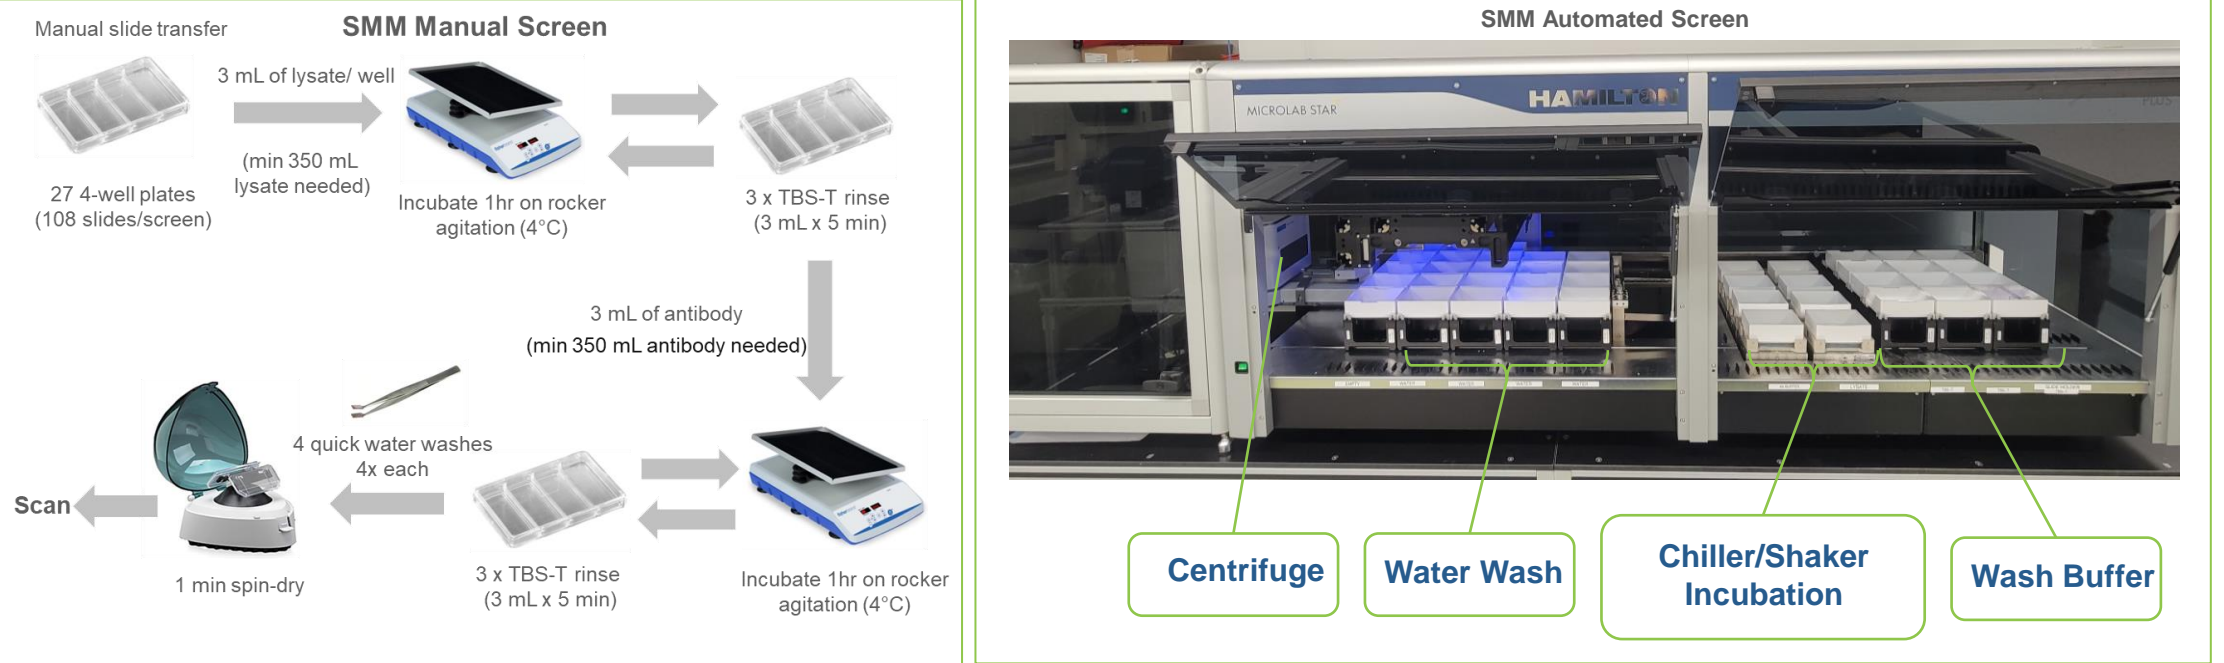 SMM Manual Screen
Manual slide transfer
3 mL of lysate/ well
(min 350 mL
lysate needed)
27 4-well plates
(108 slides/screen)
Incubate 1hr on rocker
agitation (4°C)
3 x TBS-T rinse
(3 mL x 5 min)
3 mL of antibody
(min 350 mL antibody needed)
Incubate 1hr on rocker
agitation (4°C)
3 x TBS-T rinse
(3 mL x 5 min)
4 quick water washes
4x each
1 min spin-dry
Scan
SMM Automated Screen
MICROLAB STAR
HAMILTON
PLUS
Centrifuge
Water Wash
Chiller/Shaker
Incubation
Wash Buffer